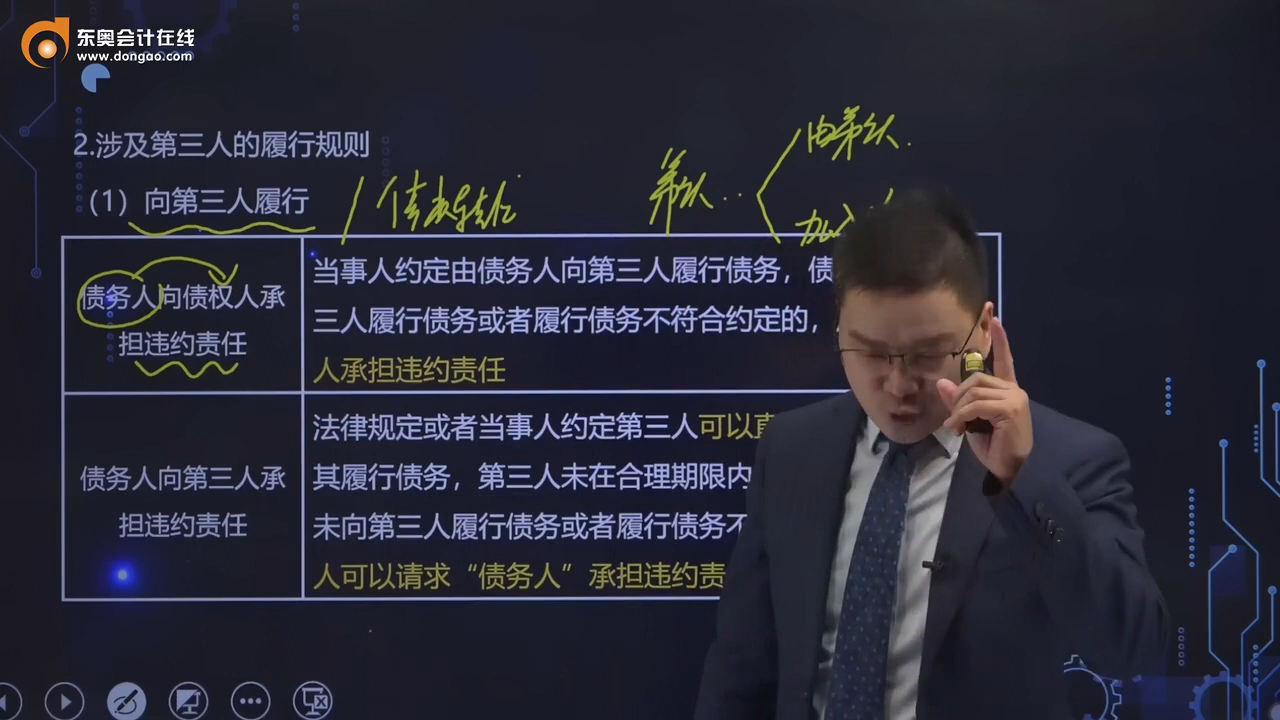 东奥会计在线
www.dongao.com
2.涉及第三人的履行规则
（1）向第三人履行
债务人向债权人承
担违约责任
当事人约定由债务人向第三人履行债务，债
三人履行债务或者履行债务不符合约定的，
人承担违约责任
债务人向第三人承
担违约责任
法律规定或者当事人约定第三人可以直
其履行债务，第三人未在合理期限内
未向第三人履行债务或者履行债务不
人可以请求“债务人”承担违约责